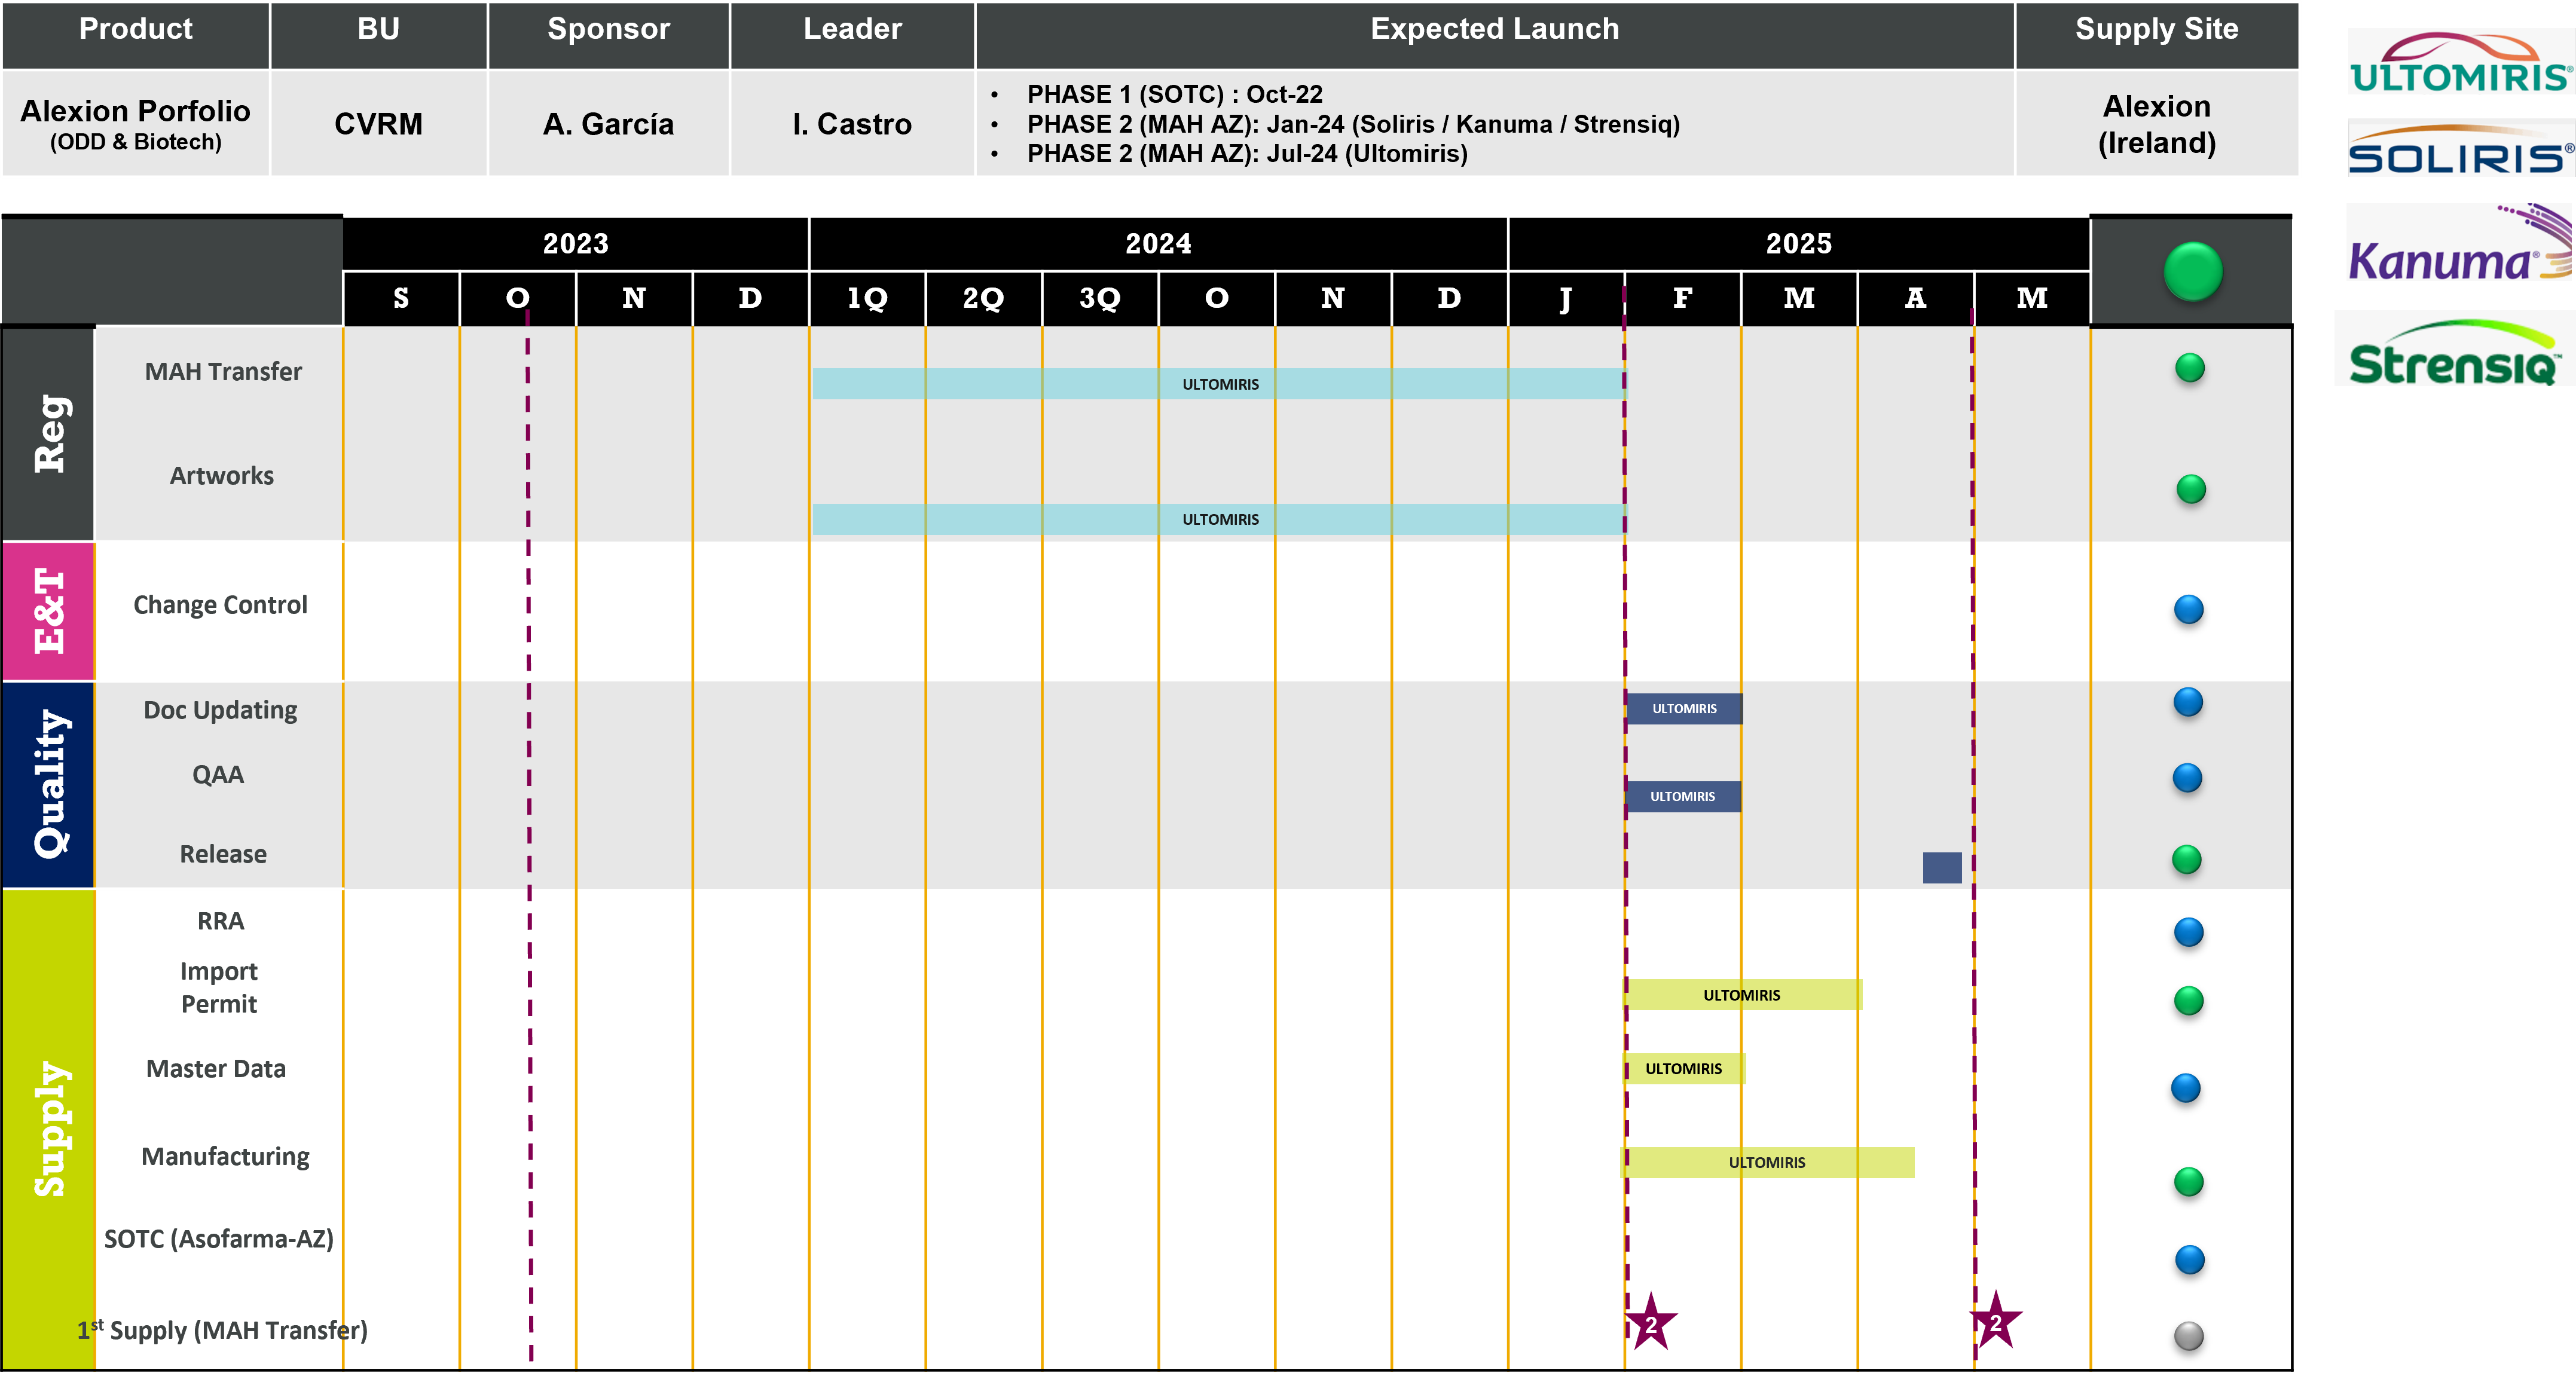 Product BU Sponsor Leader Expected Launch Supply Site
Alexion Porfolio
(ODD & Biotech)
CVRM
A. García
I. Castro
• PHASE 1 (SOTC) : Oct-22
• PHASE 2 (MAH AZ): Jan-24 (Soliris / Kanuma / Strensiq)
• PHASE 2 (MAH AZ): Jul-24 (Ultomiris)
Alexion
(Ireland)
ULTOMIRIS®
SOLIRIS®
Kanuma®
Strensiq™
2023 2024 2025
S O N D 1Q 2Q 3Q O N D J F M A M
Reg
MAH Transfer
ULTOMIRIS
Artworks
ULTOMIRIS
E&T
Change Control
Quality
Doc Updating
ULTOMIRIS
QAA
ULTOMIRIS
Release
Supply
RRA
Import
Permit
ULTOMIRIS
Master Data
ULTOMIRIS
Manufacturing
ULTOMIRIS
SOTC (Asofarma-AZ)
1st Supply (MAH Transfer)
2 2